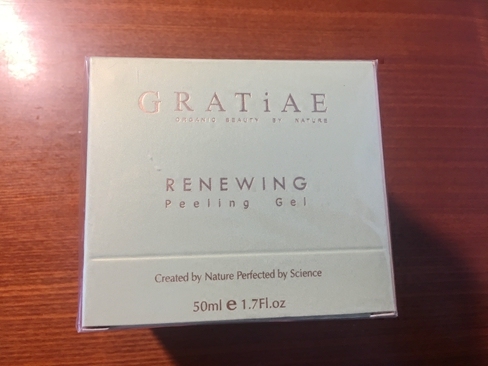 GRATiAE
ORGANIC BEAUTY BY NATURE
RENEWING
Peeling Gel
Created by Nature Perfected by Science
50ml e 1.7Fl.oz